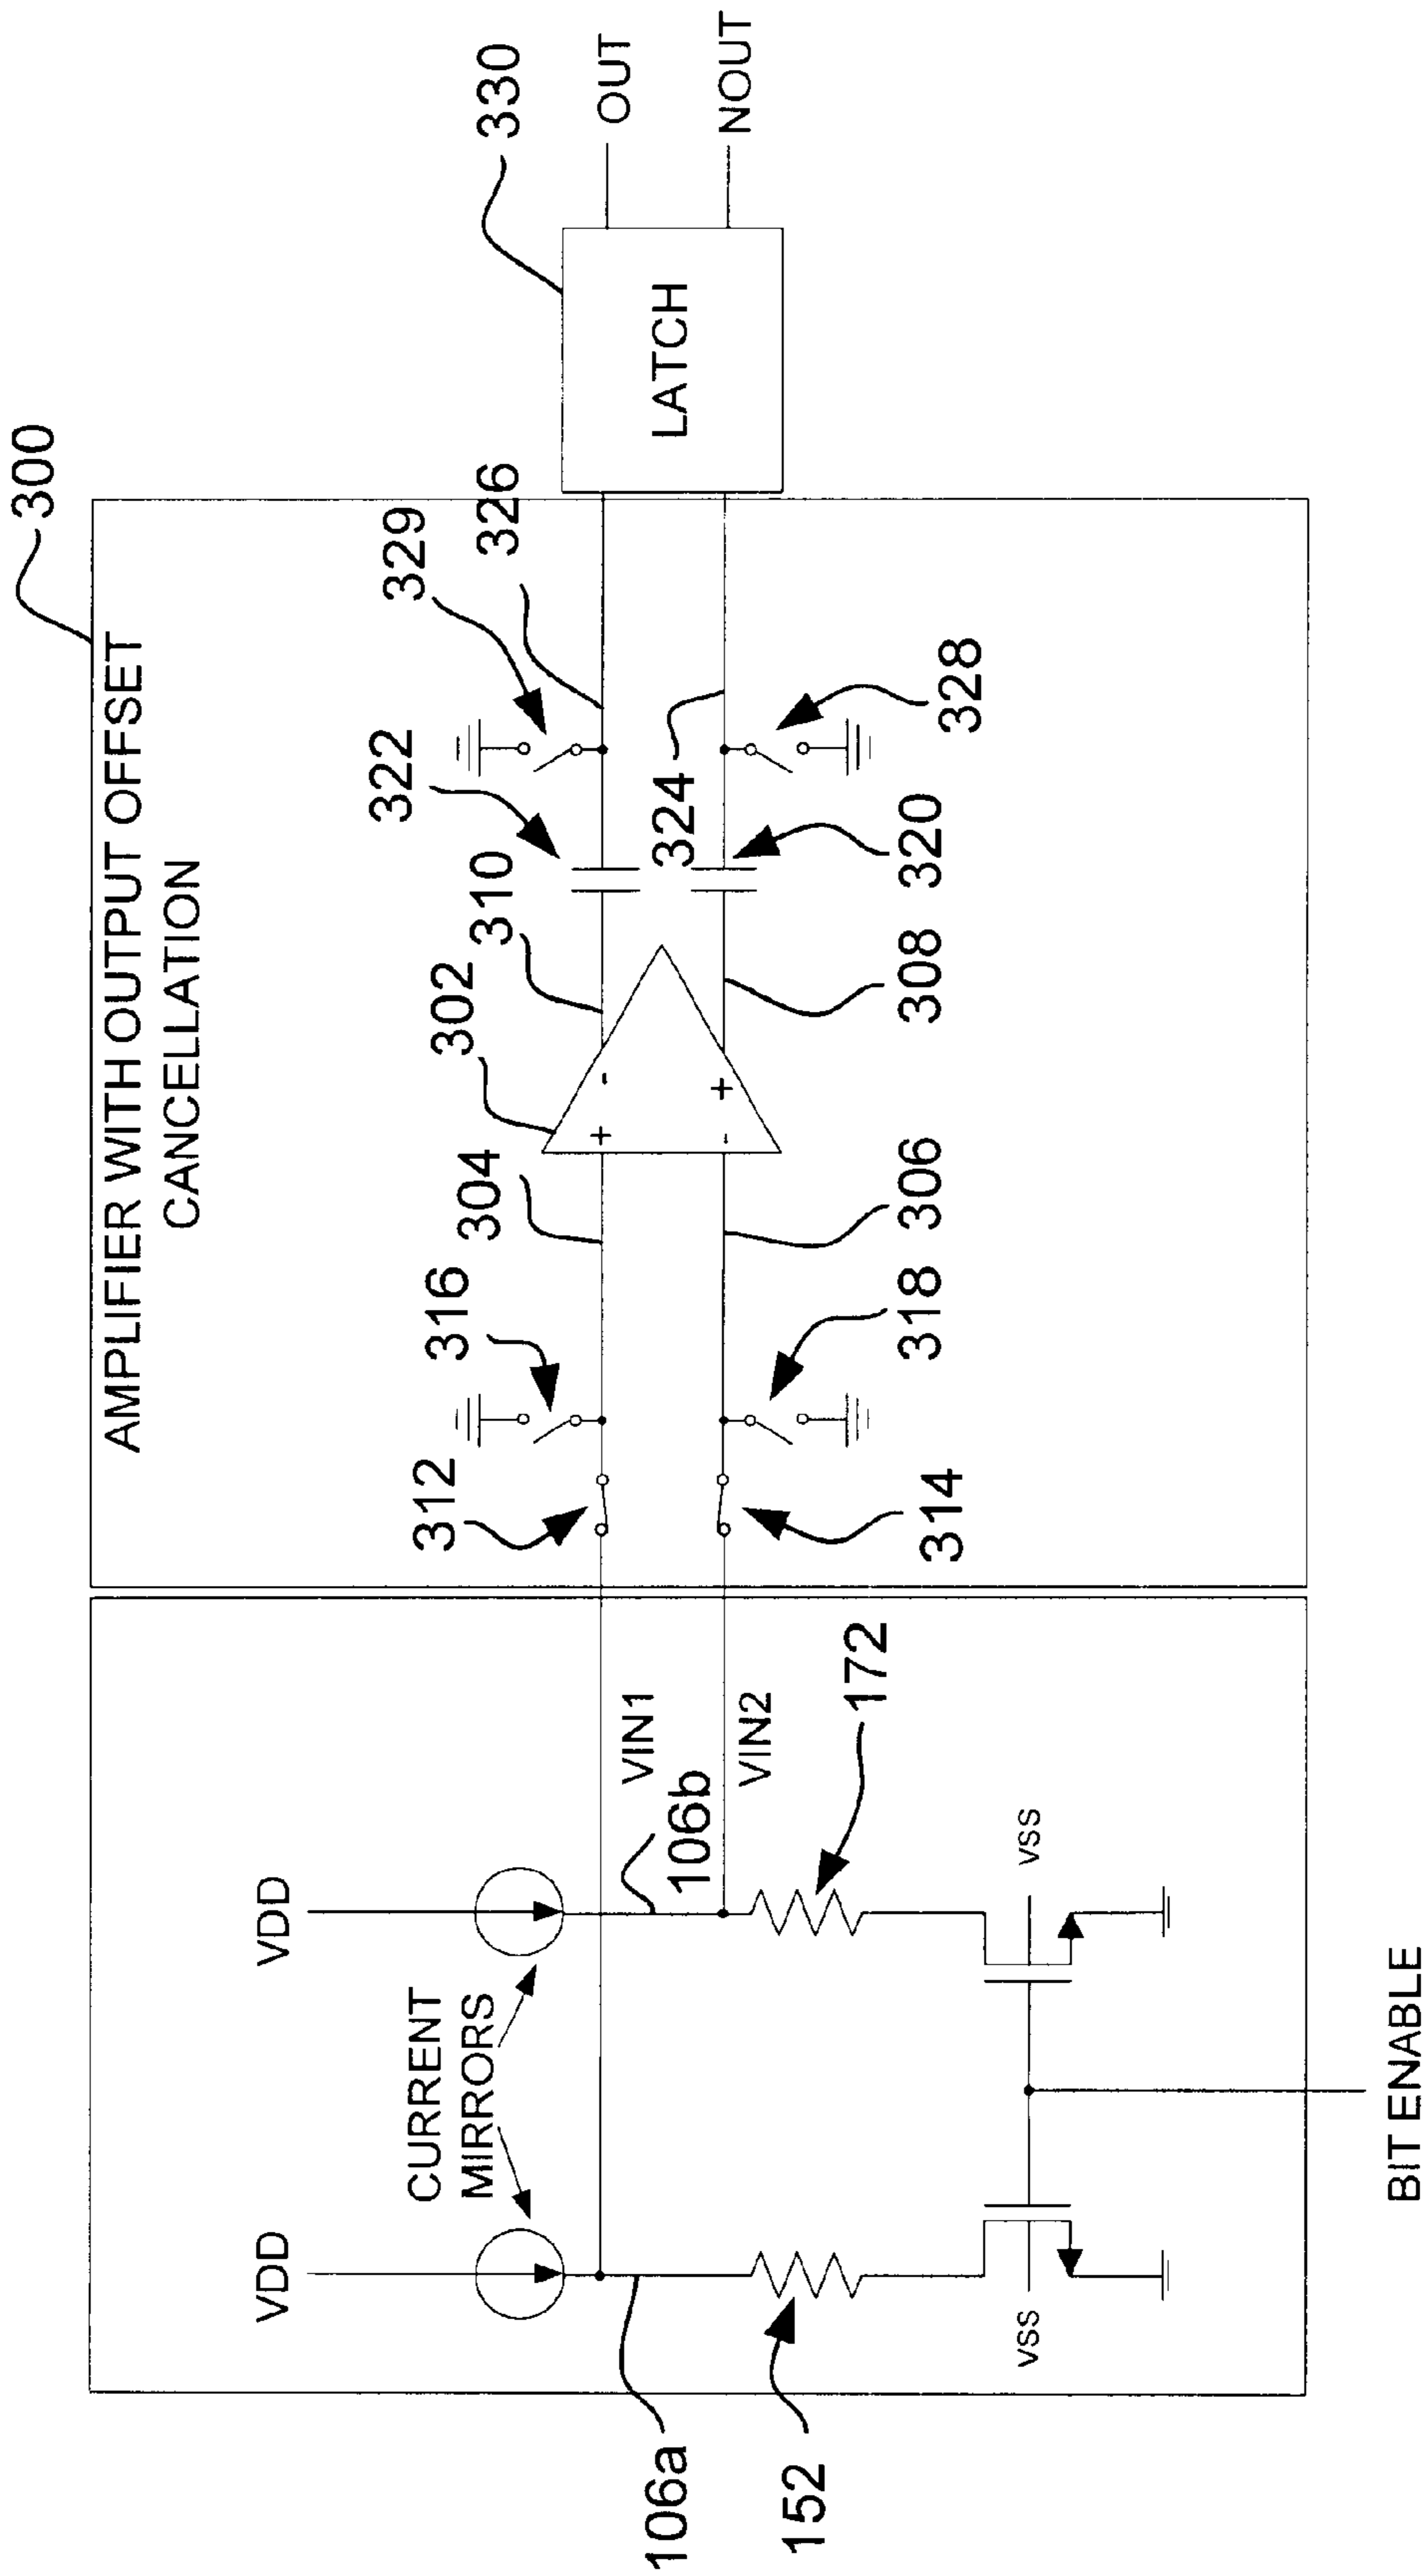 300
AMPLIFIER WITH OUTPUT OFFSET
CANCELLATION
VDD
VDD
CURRENT
MIRRORS
106a
106b
VIN1
VIN2
152
172
vss
vss
BIT ENABLE
312
316
304
302
310
322
329
326
+
-
-
+
314
318
306
308
320
324
328
330
LATCH
OUT
NOUT